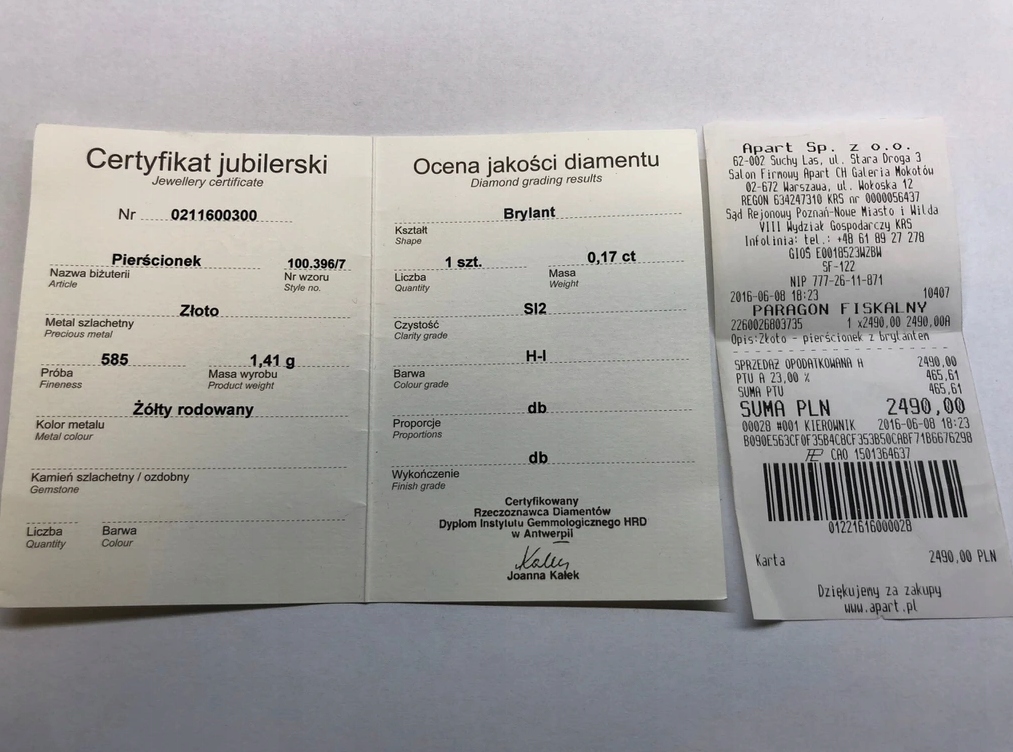 Certyfikat jubilerski
Jewellery certificate
Nr 0211600300
Pierścionek 100.396/7
Nazwa biżuterii Nr wzoru
Article Style no.
Złoto
Metal szlachetny
Precious metal
585 1,41 g
Próba Masa wyrobu
Fineness Product weight
Żółty rodowany
Kolor metalu
Metal colour
Kamień szlachetny / ozdobny
Gemstone
Liczba Barwa
Quantity Colour
Ocena jakości diamentu
Diamond grading results
Brylant
Kształt
Shape
1 szt. 0,17 ct
Liczba Masa
Quantity Weight
SI2
Czystość
Clarity grade
H-I
Barwa
Colour grade
db
Proporcje
Proportions
db
Wykończenie
Finish grade
Certyfikowany
Rzeczoznawca Diamentów
Dyplom Instytutu Gemmologicznego HRD
w Antwerpii
Joanna Kałek
Apart Sp. z o.o.
62-002 Suchy Las, ul. Stara Droga 3
Salon Firmowy Apart CH Galeria Mokotów
02-672 Warszawa, ul. Wołoska 12
REGON 634247310 KRS nr 0000056437
Sąd Rejonowy Poznań-Nowe Miasto i Wilda
VIII Wydział Gospodarczy KRS
Infolinia: tel.: +48 61 89 27 278
GIOŚ E0018523WZBW
SF-122
NIP 777-26-11-871
2016-06-08 18:23 10407
PARAGON FISKALNY
2260026803735 1 x2490,00 2490,00A
Opis:Złoto - pierścionek z brylantem
SPRZEDAŻ OPODATKOWANA A 2490,00
PTU A 23,00 % 465,61
SUMA PTU 465,61
SUMA PLN 2490,00
00028 #001 KIEROWNIK 2016-06-08 18:23
B090E563CF0F35B4C8CF353B50CABF71B6676298
CAO 1501364637
01221616000028
Karta 2490,00 PLN
Dziękujemy za zakupy
www.apart.pl